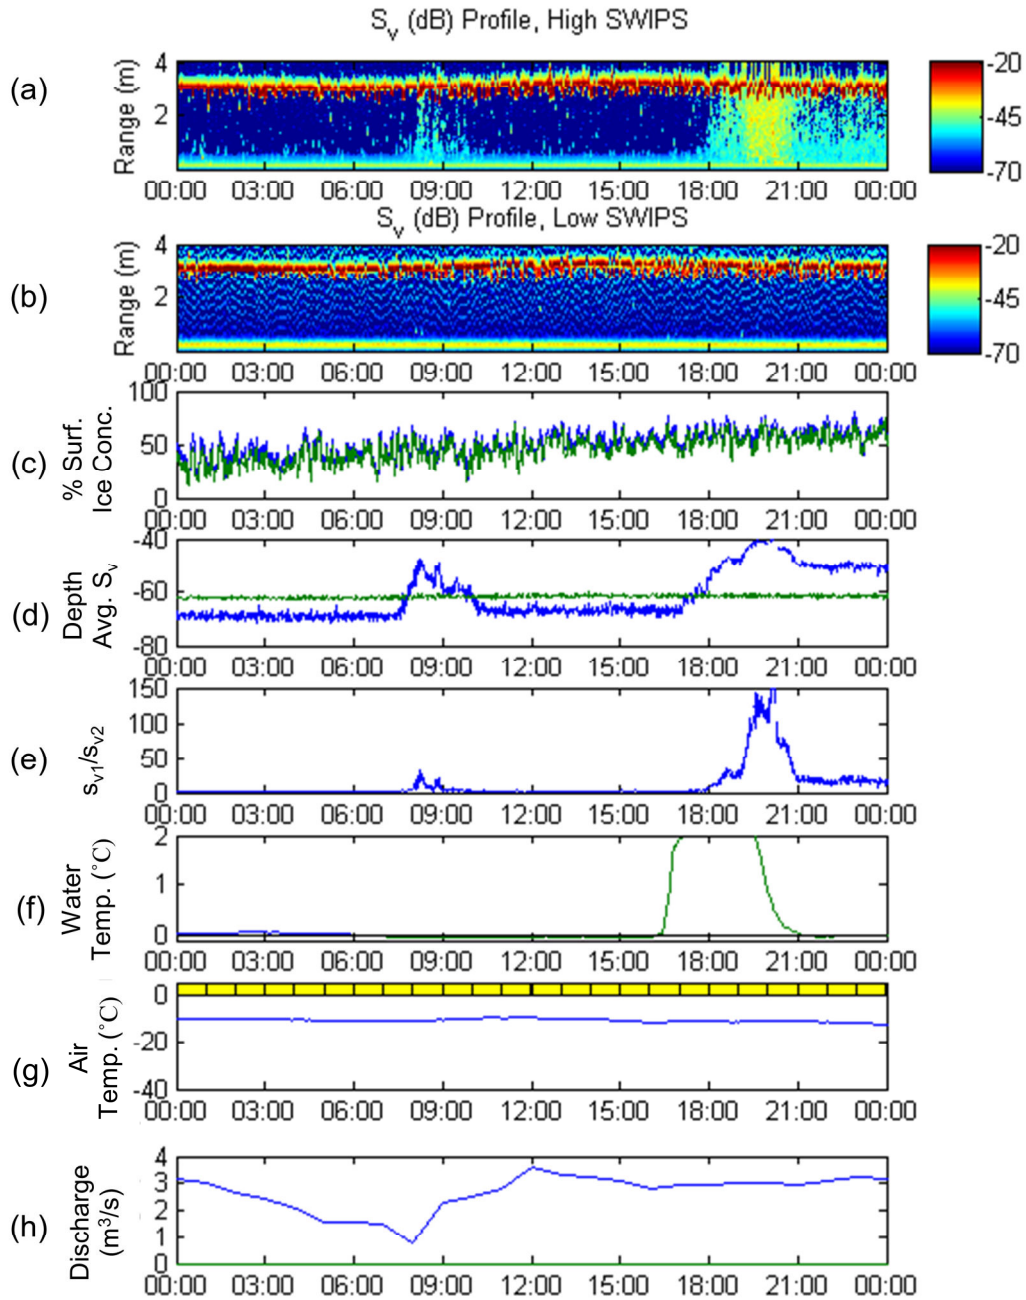 S_v (dB) Profile, High SWIPS
(a)
Range (m)
4
2
-20
-45
-70
00:00 03:00 06:00 09:00 12:00 15:00 18:00 21:00 00:00
S_v (dB) Profile, Low SWIPS
(b)
Range (m)
4
2
-20
-45
-70
00:00 03:00 06:00 09:00 12:00 15:00 18:00 21:00 00:00
(c)
% Surf.
Ice Conc.
100
50
0
00:00 03:00 06:00 09:00 12:00 15:00 18:00 21:00 00:00
(d)
Depth
Avg. S_v
-40
-60
-80
00:00 03:00 06:00 09:00 12:00 15:00 18:00 21:00 00:00
(e)
s_v1/s_v2
150
100
50
0
00:00 03:00 06:00 09:00 12:00 15:00 18:00 21:00 00:00
(f)
Water
Temp. (°C)
2
1
0
00:00 03:00 06:00 09:00 12:00 15:00 18:00 21:00 00:00
(g)
Air
Temp. (°C)
0
-20
-40
00:00 03:00 06:00 09:00 12:00 15:00 18:00 21:00 00:00
(h)
Discharge
(m³/s)
4
3
2
1
0
00:00 03:00 06:00 09:00 12:00 15:00 18:00 21:00 00:00